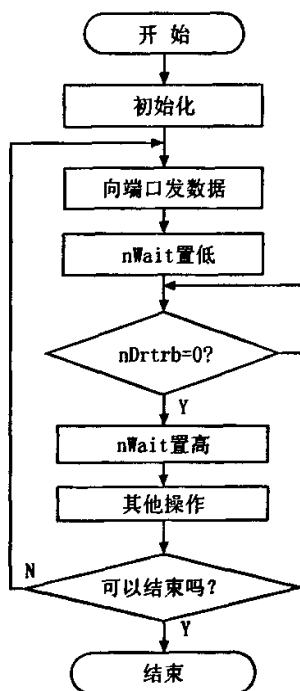 开 始
初始化
向端口发数据
nWait置低
nDrtrb=0?
Y
nWait置高
其他操作
N
可以结束吗?
Y
结束